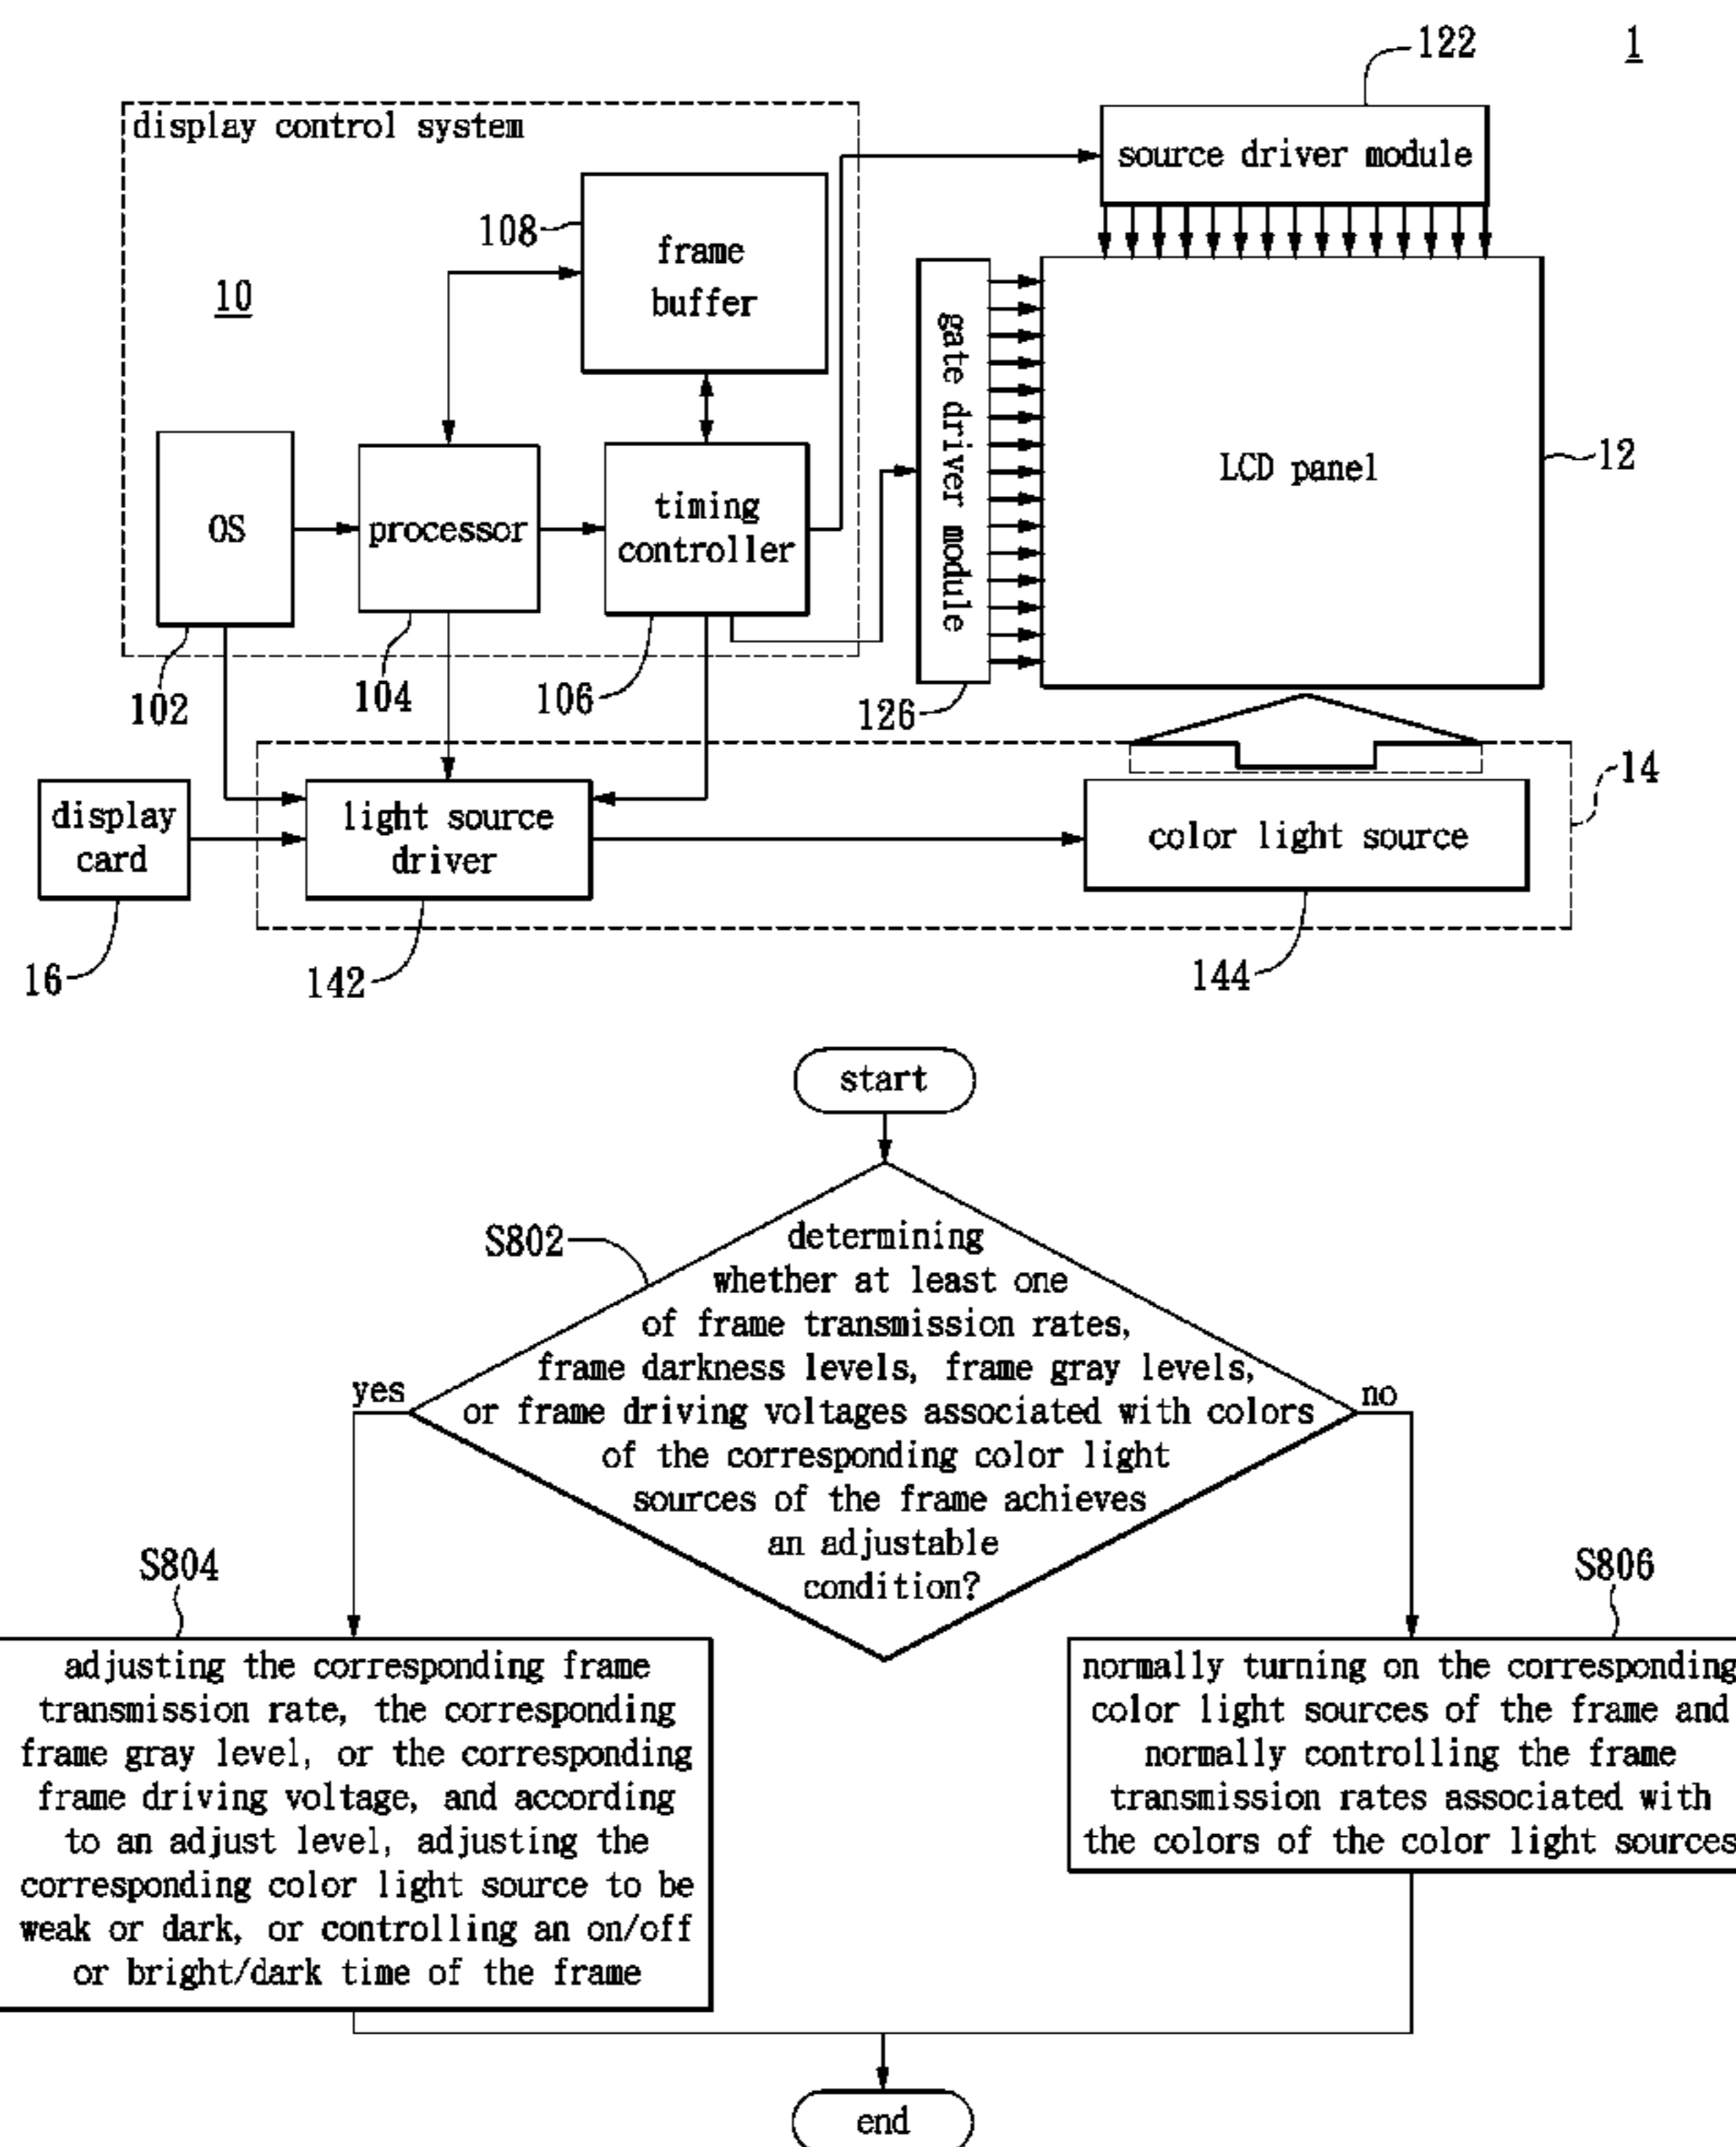 122
1
display control system
source driver module
108
frame
buffer
10
gate driver module
LCD panel
12
OS
processor
timing
controller
102
104
106
126
14
display
card
light source
driver
color light source
16
142
144
start
S802
determining
whether at least one
of frame transmission rates,
frame darkness levels, frame gray levels,
or frame driving voltages associated with colors
of the corresponding color light
sources of the frame achieves
an adjustable
condition?
yes
no
S804
S806
adjusting the corresponding frame
transmission rate, the corresponding
frame gray level, or the corresponding
frame driving voltage, and according
to an adjust level, adjusting the
corresponding color light source to be
weak or dark, or controlling an on/off
or bright/dark time of the frame
normally turning on the corresponding
color light sources of the frame and
normally controlling the frame
transmission rates associated with
the colors of the color light sources
end